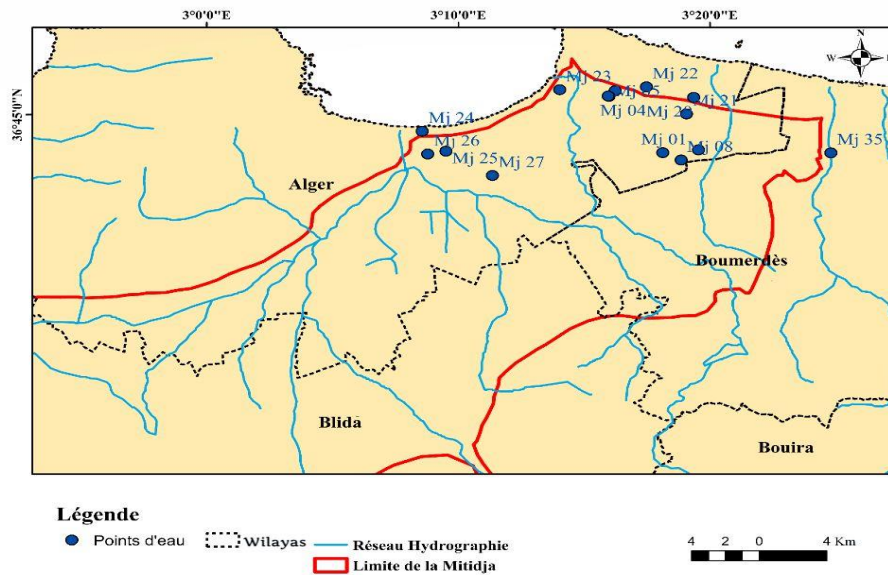 3°0'0" 3°10'0" 3°20'0"
N
W
S
36°45'0"N
Mj 23
Mj 22
Mj 21
Mj 04
Mj 24
Mj 26
Mj 25
Mj 27
Mj 01
Mj 08
Mj 35
Alger
Boumerdès
Blida
Bouira
Légende
Points d'eau
Wilayas
Réseau Hydrographie
Limite de la Mitidja
4 2 0 4 Km